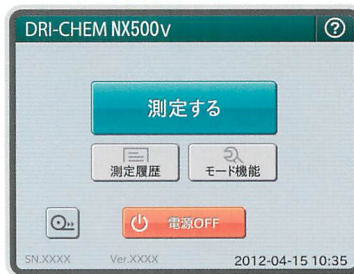 DRI-CHEM NX500V
?
測定する
測定履歴
モード機能
電源OFF
SN.XXXX
Ver.XXXX
2012-04-15 10:35